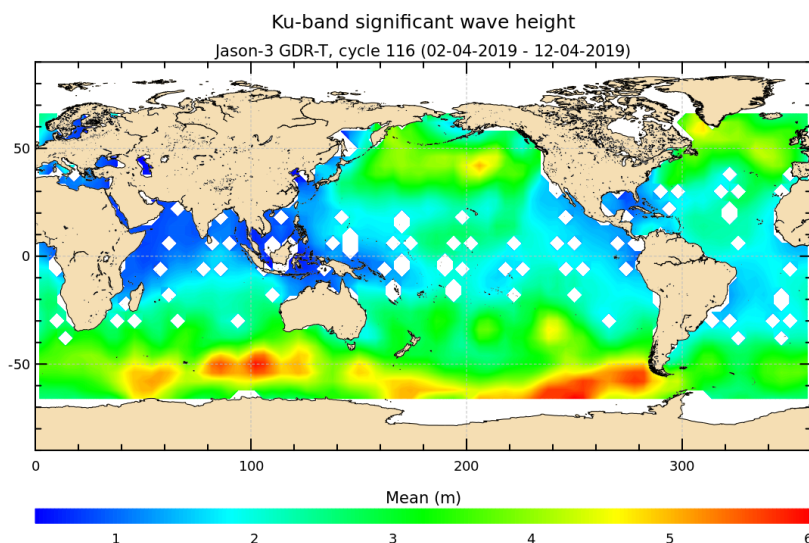 Ku-band significant wave height
Jason-3 GDR-T, cycle 116 (02-04-2019 - 12-04-2019)
50
0
-50
0 100 200 300
Mean (m)
1 2 3 4 5 6